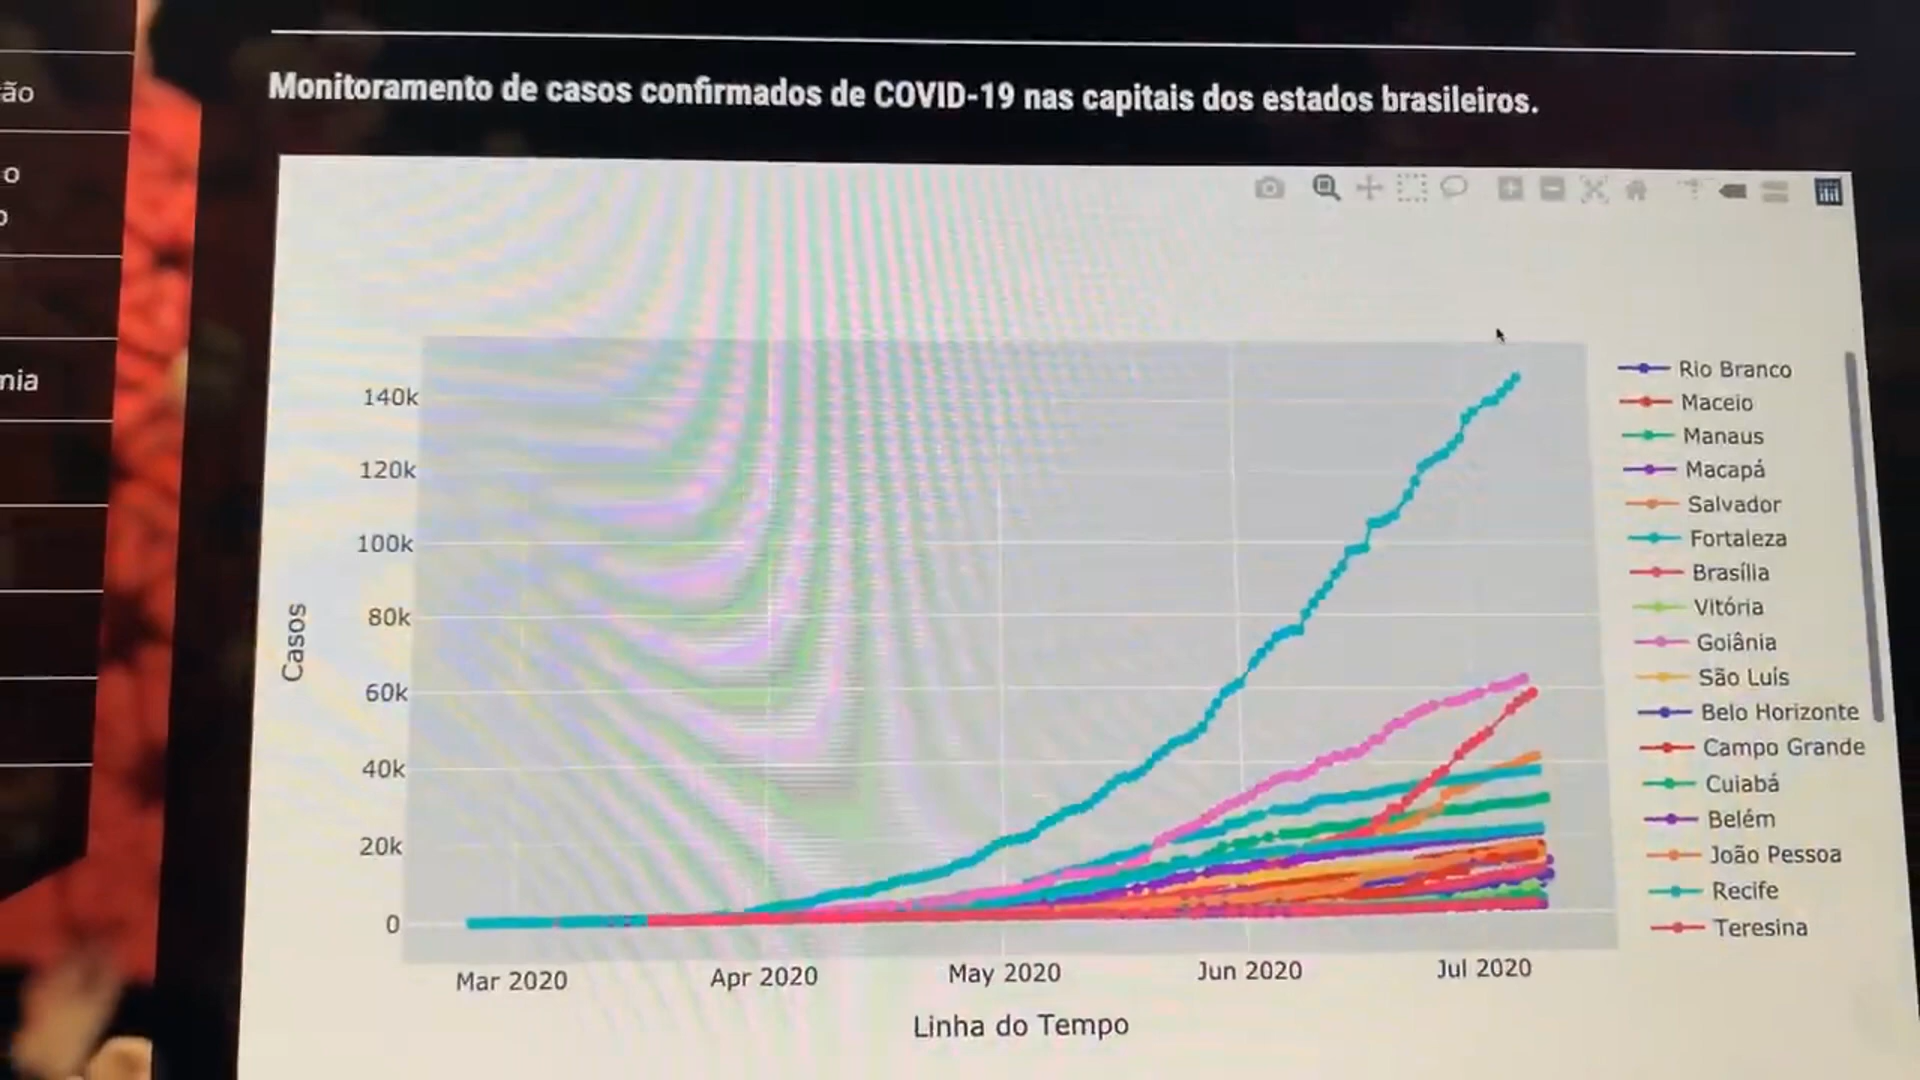 Monitoramento de casos confirmados de COVID-19 nas capitais dos estados brasileiros.
ão
o
o
nia
140k
120k
100k
80k
60k
40k
20k
0
Casos
Mar 2020
Apr 2020
May 2020
Jun 2020
Jul 2020
Linha do Tempo
Rio Branco
Maceio
Manaus
Macapá
Salvador
Fortaleza
Brasília
Vitória
Goiânia
São Luís
Belo Horizonte
Campo Grande
Cuiabá
Belém
João Pessoa
Recife
Teresina